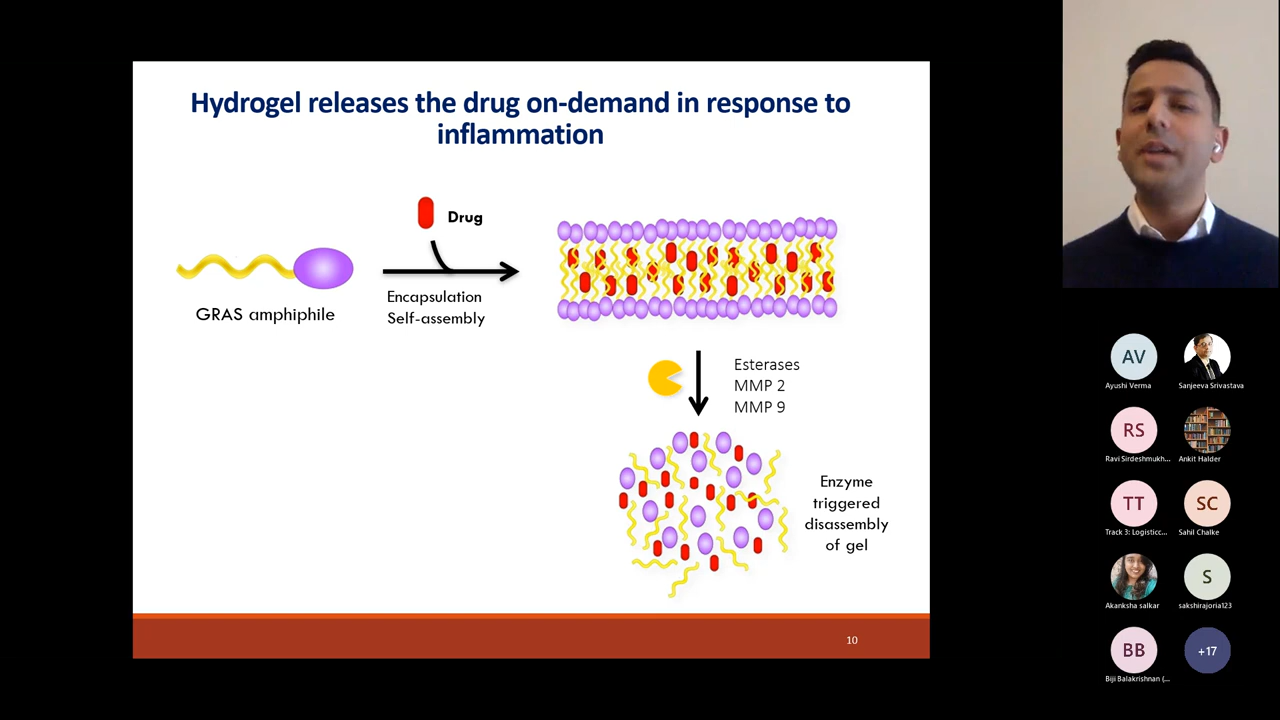 Hydrogel releases the drug on-demand in response to
inflammation
Drug
GRAS amphiphile
Encapsulation
Self-assembly
Esterases
MMP 2
MMP 9
Enzyme
triggered
disassembly
of gel
10
AV
Ayushi Verma
Sanjeeva Srivastava
RS
Ravi Sirdeshmukh...
Ankit Halder
TT
Track 3: Logisticc...
SC
Sahil Chalke
Akanksha salkar
S
sakshirajoria123
BB
Biji Balakrishnan (...
+17